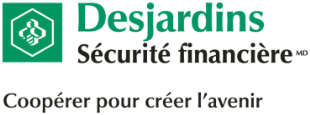 Desjardins
Sécurité financière MD
Coopérer pour créer l'avenir